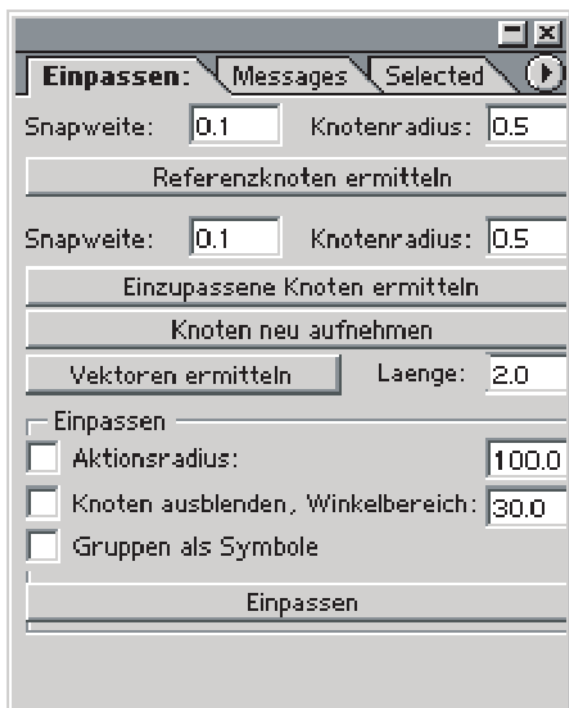 Einpassen: Messages Selected
Snapweite: 0.1 Knotenradius: 0.5
Referenzknoten ermitteln
Snapweite: 0.1 Knotenradius: 0.5
Einzupassene Knoten ermitteln
Knoten neu aufnehmen
Vektoren ermitteln Laenge: 2.0
Einpassen
Aktionsradius: 100.0
Knoten ausblenden, Winkelbereich: 30.0
Gruppen als Symbole
Einpassen